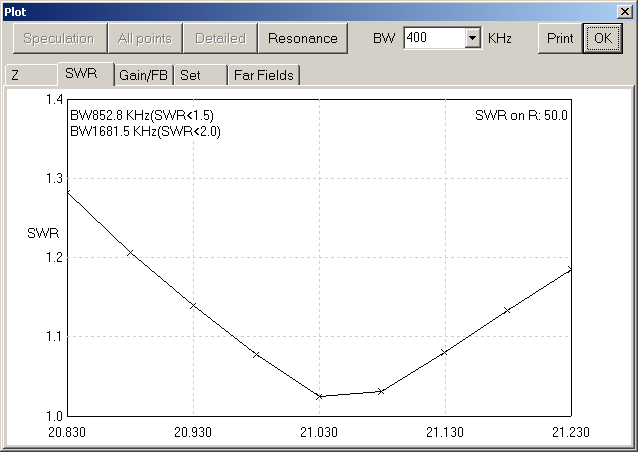 Plot
Speculation All points Detailed Resonance BW 400 KHz Print OK
Z SWR Gain/FB Set Far Fields
1.4
BW852.8 KHz(SWR<1.5) SWR on R: 50.0
BW1681.5 KHz(SWR<2.0)
1.3
SWR
1.2
1.1
1.0
20.830 20.930 21.030 21.130 21.230